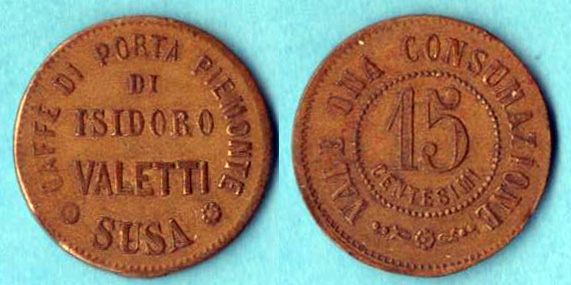 CAFFÈ DI PORTA PIEMONTE
DI
ISIDORO
VALETTI
SUSA
VALE UNA CONSUMAZIONE
15
CENTESIMI